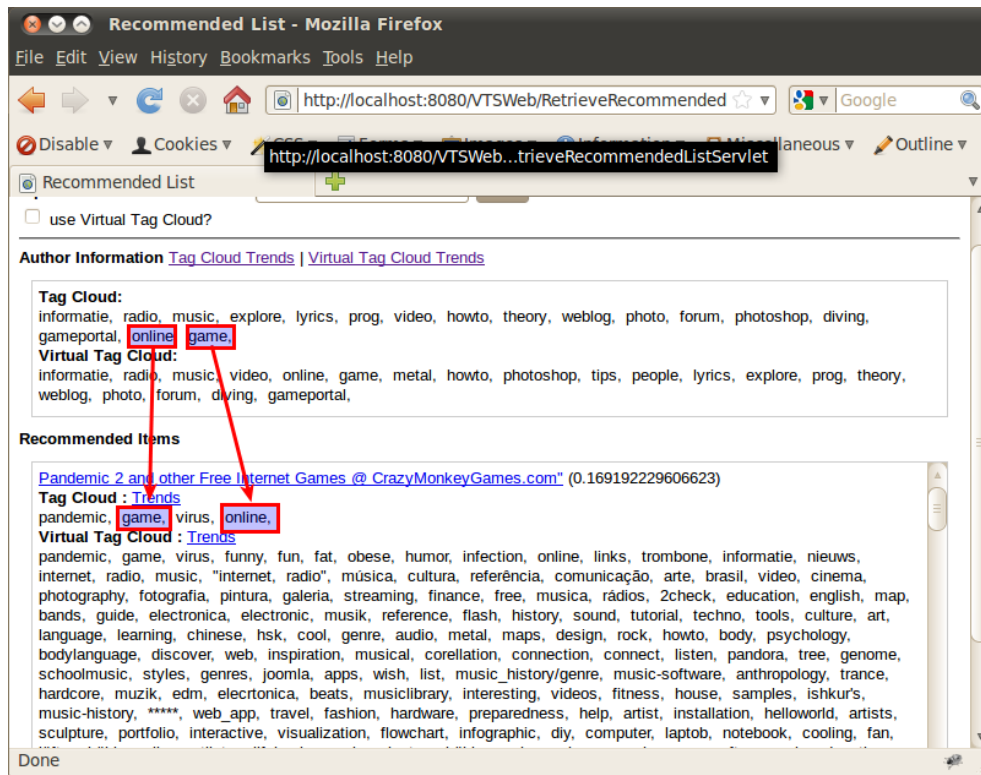 Recommended List - Mozilla Firefox
File Edit View History Bookmarks Tools Help
http://localhost:8080/VTSWeb/RetrieveRecommended Google
Disable Cookies CSS Forms Images Information Miscellaneous Outline
http://localhost:8080/VTSWeb...trieveRecommendedListServlet
Recommended List
use Virtual Tag Cloud?
Author Information Tag Cloud Trends | Virtual Tag Cloud Trends
Tag Cloud:
informatie, radio, music, explore, lyrics, prog, video, howto, theory, weblog, photo, forum, photoshop, diving,
gameportal, online game,
Virtual Tag Cloud:
informatie, radio, music, video, online, game, metal, howto, photoshop, tips, people, lyrics, explore, prog, theory,
weblog, photo, forum, diving, gameportal,
Recommended Items
Pandemic 2 and other Free Internet Games @ CrazyMonkeyGames.com" (0.169192229606623)
Tag Cloud : Trends
pandemic, game, virus, online,
Virtual Tag Cloud : Trends
pandemic, game, virus, funny, fun, fat, obese, humor, infection, online, links, trombone, informatie, nieuws,
internet, radio, music, "internet, radio", música, cultura, referência, comunicação, arte, brasil, video, cinema,
photography, fotografia, pintura, galeria, streaming, finance, free, musica, rádios, 2check, education, english, map,
bands, guide, electronica, electronic, musik, reference, flash, history, sound, tutorial, techno, tools, culture, art,
language, learning, chinese, hsk, cool, genre, audio, metal, maps, design, rock, howto, body, psychology,
bodylanguage, discover, web, inspiration, musical, corellation, connection, connect, listen, pandora, tree, genome,
schoolmusic, styles, genres, joomla, apps, wish, list, music_history/genre, music-software, anthropology, trance,
hardcore, muzik, edm, elecrtonica, beats, musiclibrary, interesting, videos, fitness, house, samples, ishkur's,
music-history, *****, web_app, travel, fashion, hardware, preparedness, help, artist, installation, helloworld, artists,
sculpture, portfolio, interactive, visualization, flowchart, infographic, diy, computer, laptob, notebook, cooling, fan,
Done